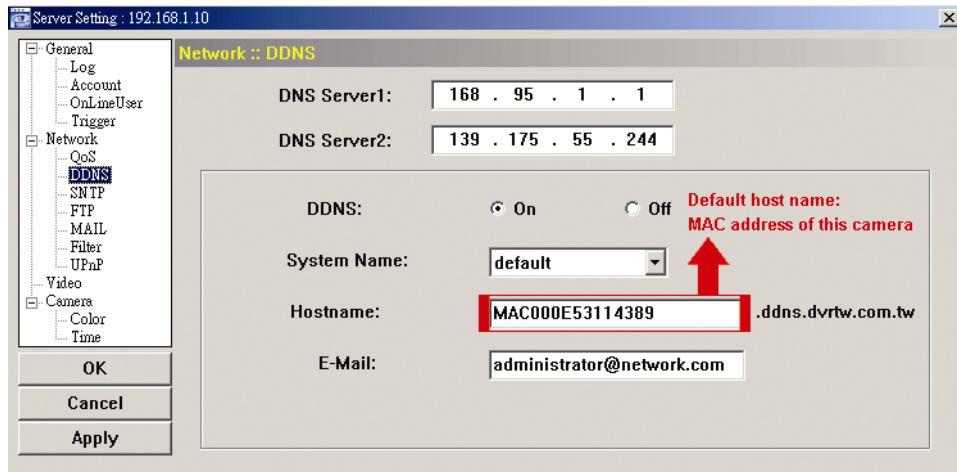 Server Setting : 192.168.1.10
General
Log
Account
OnLineUser
Trigger
Network
QoS
DDNS
SNTP
FTP
MAIL
Filter
UPnP
Video
Camera
Color
Time
OK
Cancel
Apply
Network :: DDNS
DNS Server1: 168 . 95 . 1 . 1
DNS Server2: 139 . 175 . 55 . 244
DDNS: On Off
Default host name:
MAC address of this camera
System Name: default
Hostname: MAC000E53114389 .ddns.dvrtw.com.tw
E-Mail: administrator@network.com